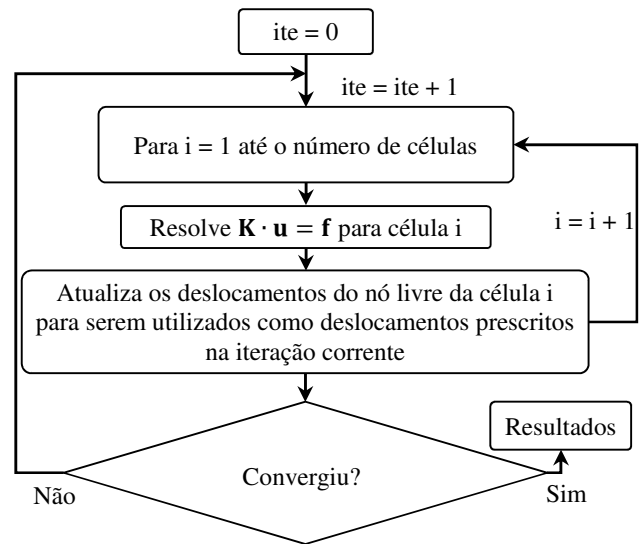 ite = 0
ite = ite + 1
Para i = 1 até o número de células
Resolve K · u = f para célula i
i = i + 1
Atualiza os deslocamentos do nó livre da célula i
para serem utilizados como deslocamentos prescritos
na iteração corrente
Resultados
Convergiu?
Não
Sim